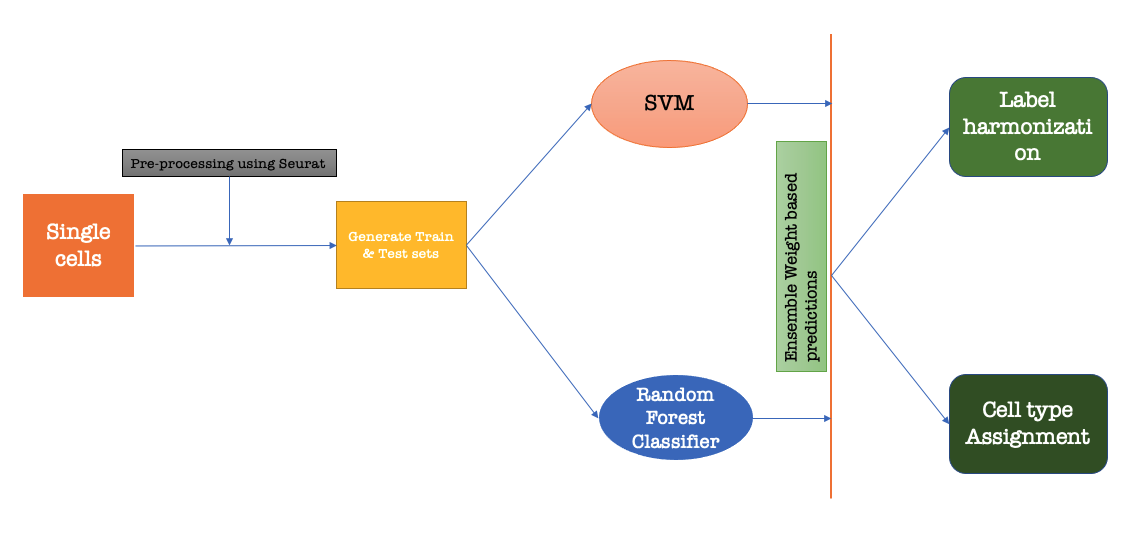 Single
cells
Pre-processing using Seurat
Generate Train
& Test sets
SVM
Random
Forest
Classifier
Ensemble Weight based
predictions
Label
harmonizati
on
Cell type
Assignment